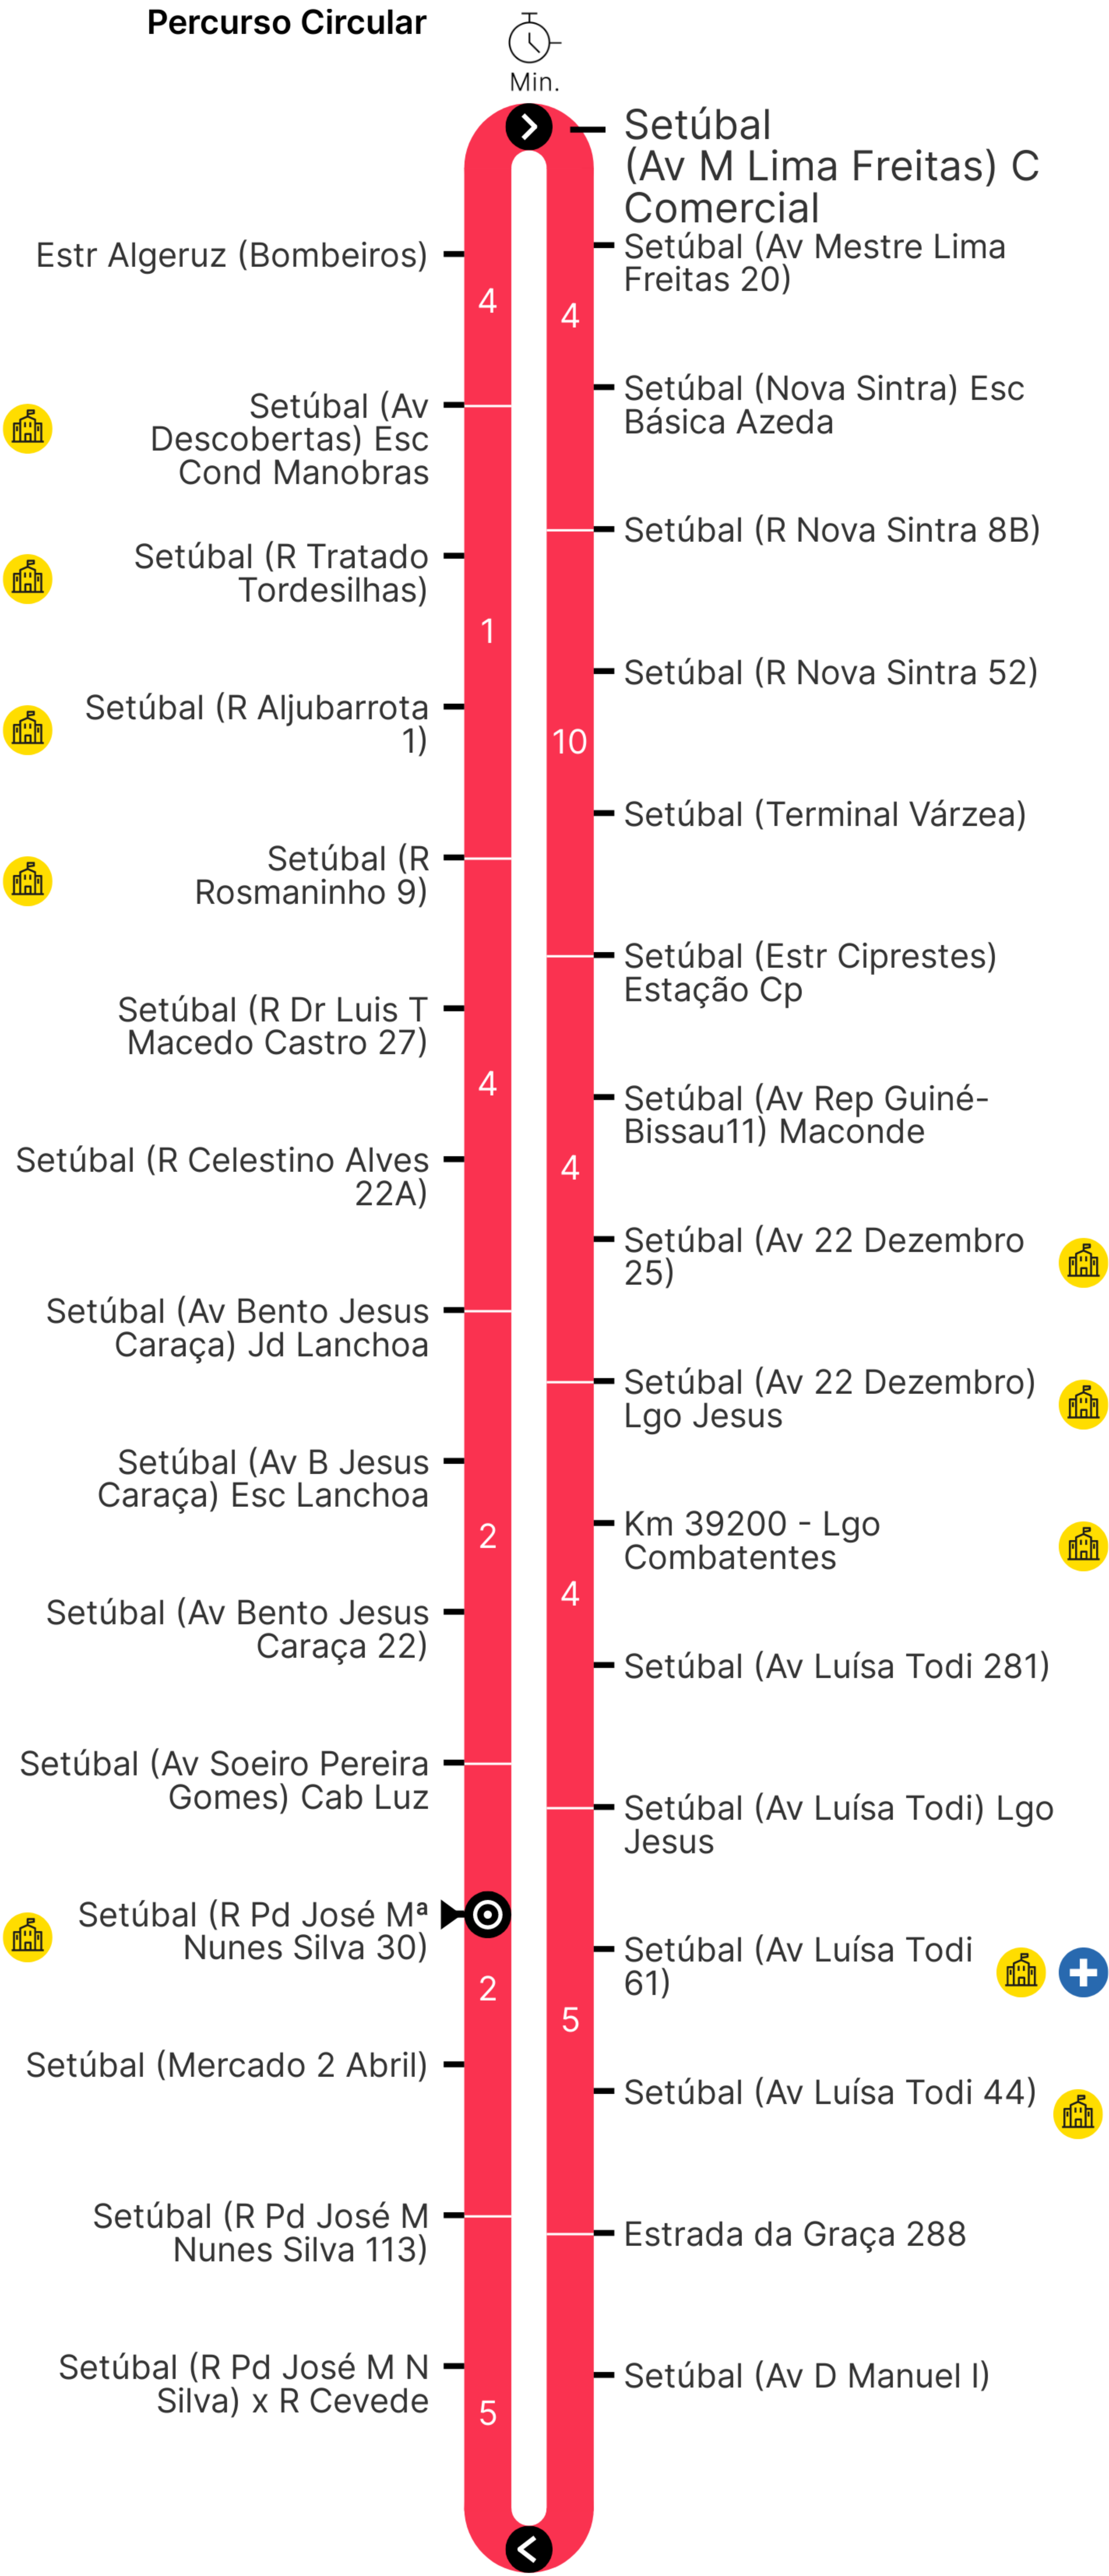 Percurso Circular
Min.
Setúbal
(Av M Lima Freitas) C
Comercial
Setúbal (Av Mestre Lima
Freitas 20)
Setúbal (Nova Sintra) Esc
Básica Azeda
Setúbal (R Nova Sintra 8B)
Setúbal (R Nova Sintra 52)
Setúbal (Terminal Várzea)
Setúbal (Estr Ciprestes)
Estação Cp
Setúbal (Av Rep Guiné-
Bissau11) Maconde
Setúbal (Av 22 Dezembro
25)
Setúbal (Av 22 Dezembro)
Lgo Jesus
Km 39200 - Lgo
Combatentes
Setúbal (Av Luísa Todi 281)
Setúbal (Av Luísa Todi) Lgo
Jesus
Setúbal (Av Luísa Todi
61)
Setúbal (Av Luísa Todi 44)
Estrada da Graça 288
Setúbal (Av D Manuel I)
4
10
4
4
5
Estr Algeruz (Bombeiros)
Setúbal (Av
Descobertas) Esc
Cond Manobras
Setúbal (R Tratado
Tordesilhas)
Setúbal (R Aljubarrota
1)
Setúbal (R
Rosmaninho 9)
Setúbal (R Dr Luis T
Macedo Castro 27)
Setúbal (R Celestino Alves
22A)
Setúbal (Av Bento Jesus
Caraça) Jd Lanchoa
Setúbal (Av B Jesus
Caraça) Esc Lanchoa
Setúbal (Av Bento Jesus
Caraça 22)
Setúbal (Av Soeiro Pereira
Gomes) Cab Luz
Setúbal (R Pd José Mª
Nunes Silva 30)
Setúbal (Mercado 2 Abril)
Setúbal (R Pd José M
Nunes Silva 113)
Setúbal (R Pd José M N
Silva) x R Cevede
4
1
4
2
2
5